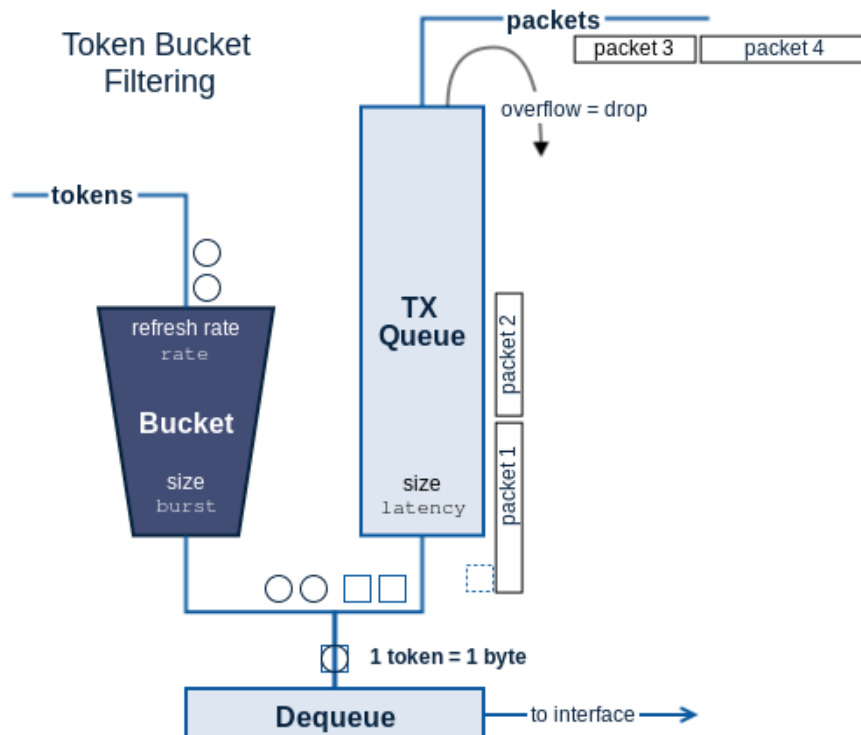 Token Bucket
Filtering
packets
packet 3
packet 4
overflow = drop
tokens
refresh rate
rate
Bucket
size
burst
TX
Queue
size
latency
packet 2
packet 1
1 token = 1 byte
Dequeue
to interface